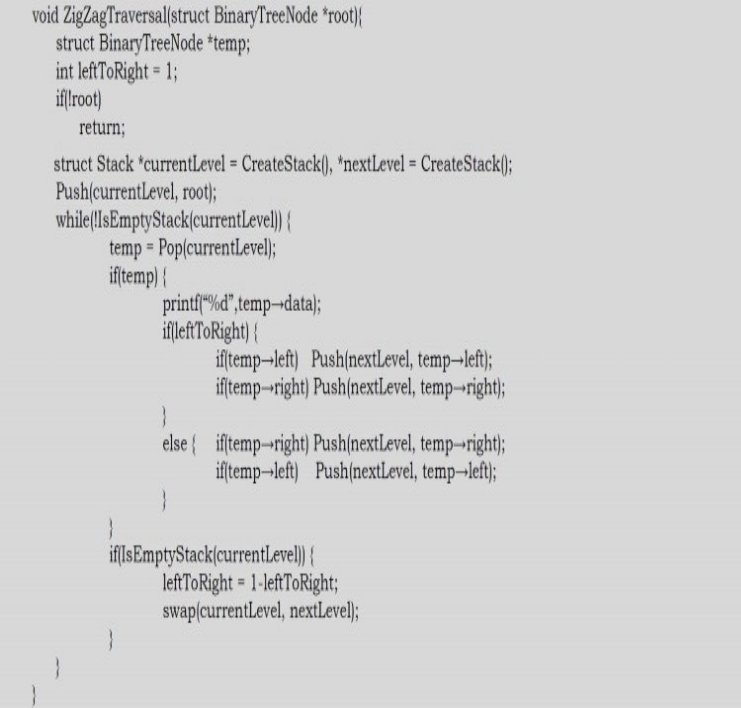 void ZigZagTraversal(struct BinaryTreeNode *root){
struct BinaryTreeNode *temp;
int leftToRight = 1;
if(!root)
return;
struct Stack *currentLevel = CreateStack(), *nextLevel = CreateStack();
Push(currentLevel, root);
while(!IsEmptyStack(currentLevel)) {
temp = Pop(currentLevel);
if(temp) {
printf(“%d”,temp→data);
if(leftToRight) {
if(temp→left) Push(nextLevel, temp→left);
if(temp→right) Push(nextLevel, temp→right);
}
else { if(temp→right) Push(nextLevel, temp→right);
if(temp→left) Push(nextLevel, temp→left);
}
}
if(IsEmptyStack(currentLevel)) {
leftToRight = 1-leftToRight;
swap(currentLevel, nextLevel);
}
}
}